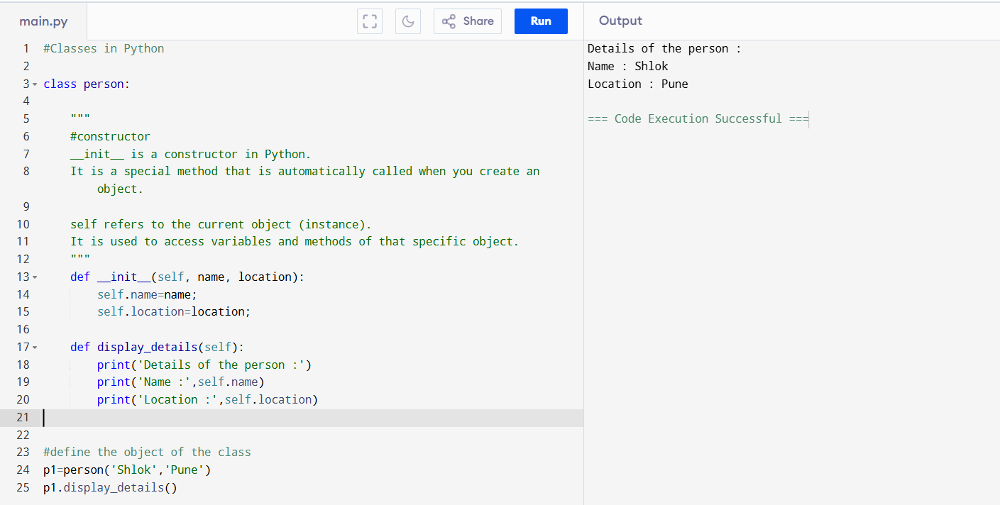 main.py
Share
Run
Output
1 #Classes in Python
2
3 class person:
4
5 """
6 #constructor
7 __init__ is a constructor in Python.
8 It is a special method that is automatically called when you create an
object.
9
10 self refers to the current object (instance).
11 It is used to access variables and methods of that specific object.
12 """
13 def __init__(self, name, location):
14 self.name=name;
15 self.location=location;
16
17 def display_details(self):
18 print('Details of the person :')
19 print('Name :',self.name)
20 print('Location :',self.location)
21
22
23 #define the object of the class
24 p1=person('Shlok','Pune')
25 p1.display_details()
Details of the person :
Name : Shlok
Location : Pune
=== Code Execution Successful ===